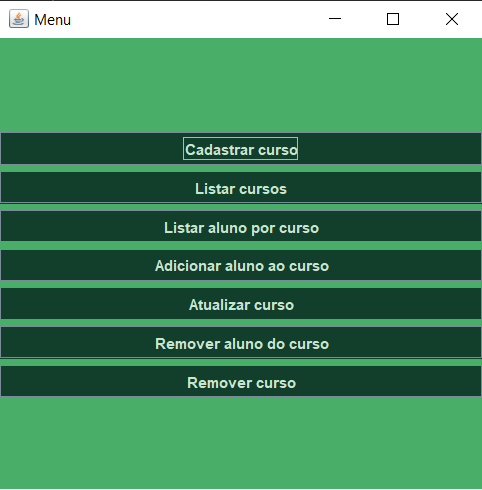 Menu
Cadastrar curso
Listar cursos
Listar aluno por curso
Adicionar aluno ao curso
Atualizar curso
Remover aluno do curso
Remover curso